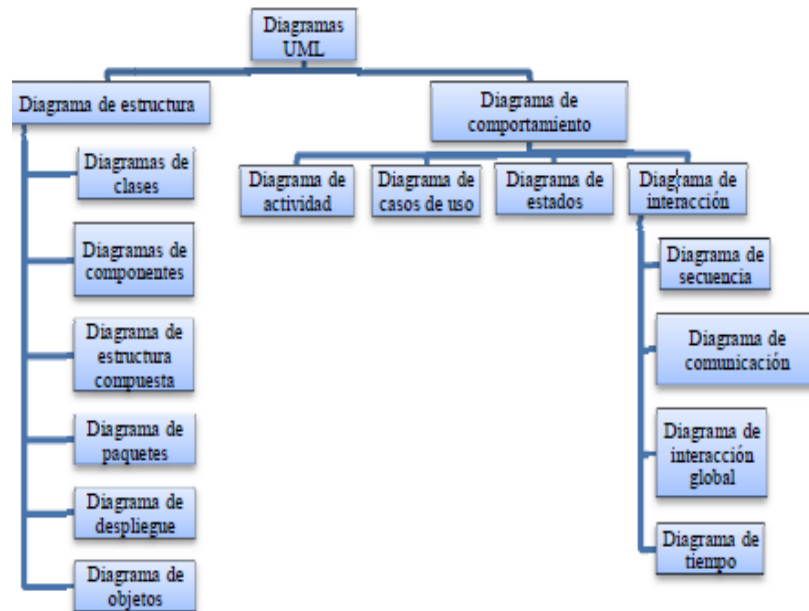 Diagramas
UML
Diagrama de estructura
Diagrama de
comportamiento
Diagramas de
clases
Diagramas de
componentes
Diagrama de
estructura
compuesta
Diagrama de
paquetes
Diagrama de
despliegue
Diagrama de
objetos
Diagrama de
actividad
Diagrama de
casos de uso
Diagrama de
estados
Diagrama de
interacción
Diagrama de
secuencia
Diagrama de
comunicación
Diagrama de
interacción
global
Diagrama de
tiempo